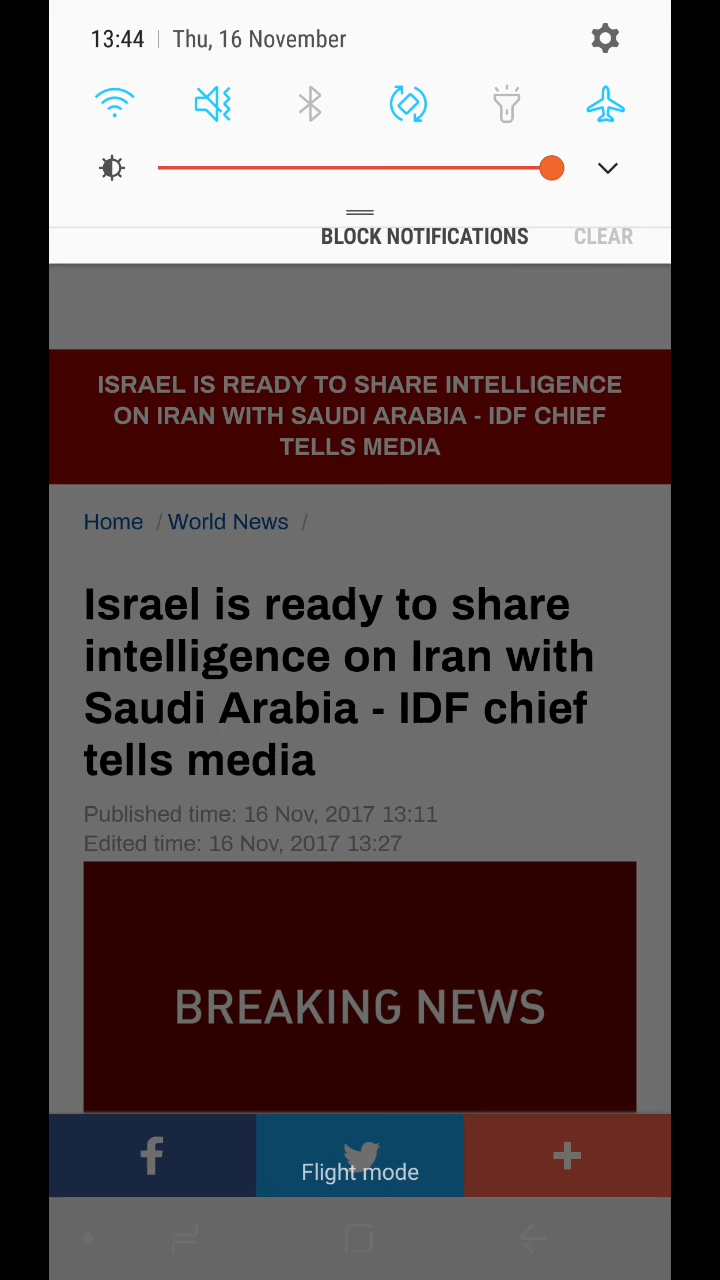 13:44 | Thu, 16 November
BLOCK NOTIFICATIONS CLEAR
ISRAEL IS READY TO SHARE INTELLIGENCE
ON IRAN WITH SAUDI ARABIA - IDF CHIEF
TELLS MEDIA
Home / World News /
Israel is ready to share
intelligence on Iran with
Saudi Arabia - IDF chief
tells media
Published time: 16 Nov, 2017 13:11
Edited time: 16 Nov, 2017 13:27
BREAKING NEWS
Flight mode